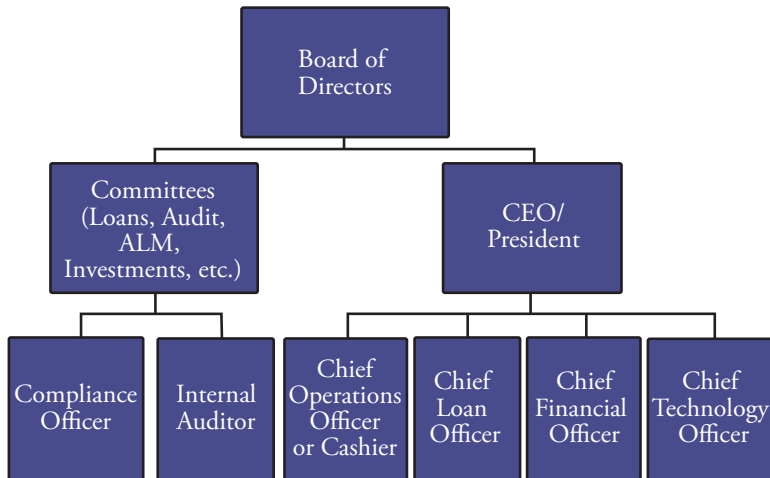 Board of
Directors
Committees
(Loans, Audit,
ALM,
Investments, etc.)
CEO/
President
Compliance
Officer
Internal
Auditor
Chief
Operations
Officer
or Cashier
Chief
Loan
Officer
Chief
Financial
Officer
Chief
Technology
Officer